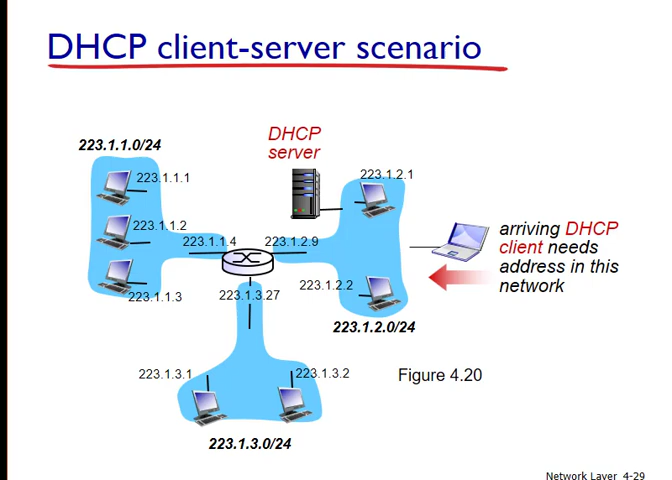 DHCP client-server scenario
DHCP
server
223.1.1.0/24
223.1.1.1
223.1.2.1
223.1.1.2
223.1.1.4
223.1.2.9
arriving DHCP
client needs
address in this
network
223.1.1.3
223.1.3.27
223.1.2.2
223.1.2.0/24
223.1.3.1
223.1.3.2
Figure 4.20
223.1.3.0/24
Network Layer 4-29